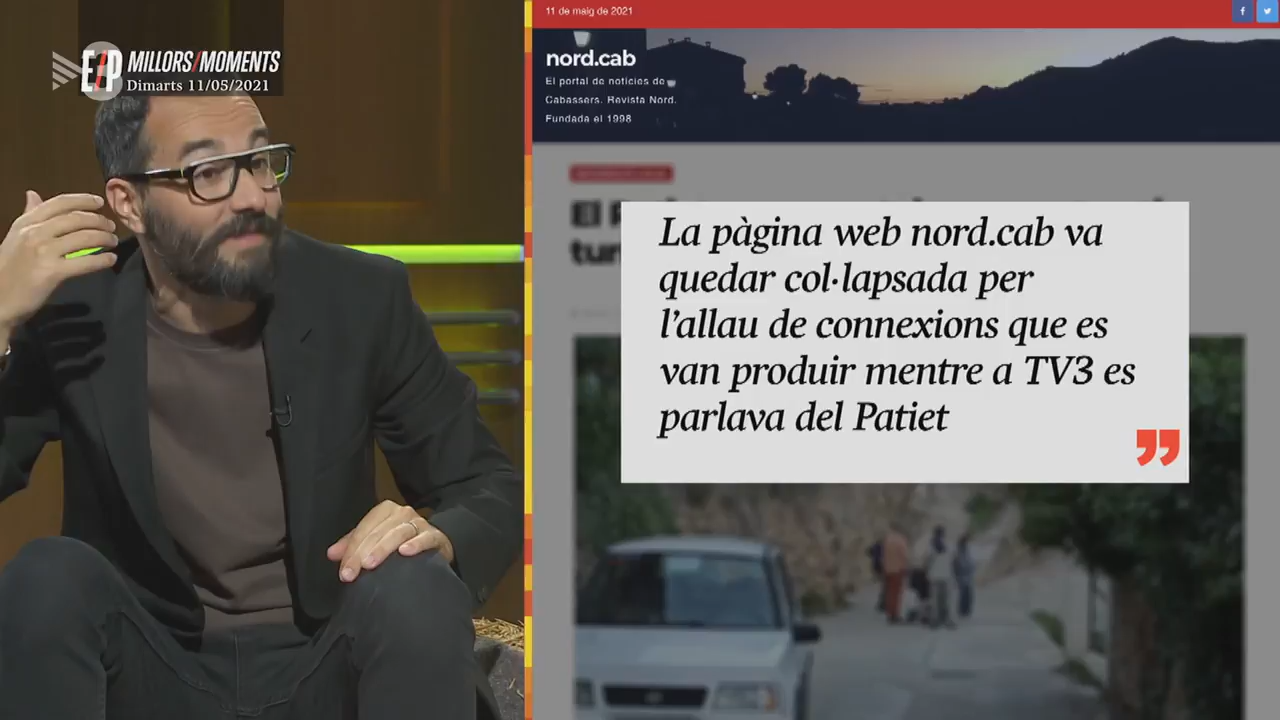 E/P MILLORS/MOMENTS
Dimarts 11/05/2021
11 de maig de 2021
nord.cab
El portal de notícies de
Cabassers. Revista Nord.
Fundada el 1998
El
La pàgina web nord.cab va
quedar col·lapsada per
l'allau de connexions que es
van produir mentre a TV3 es
parlava del Patiet